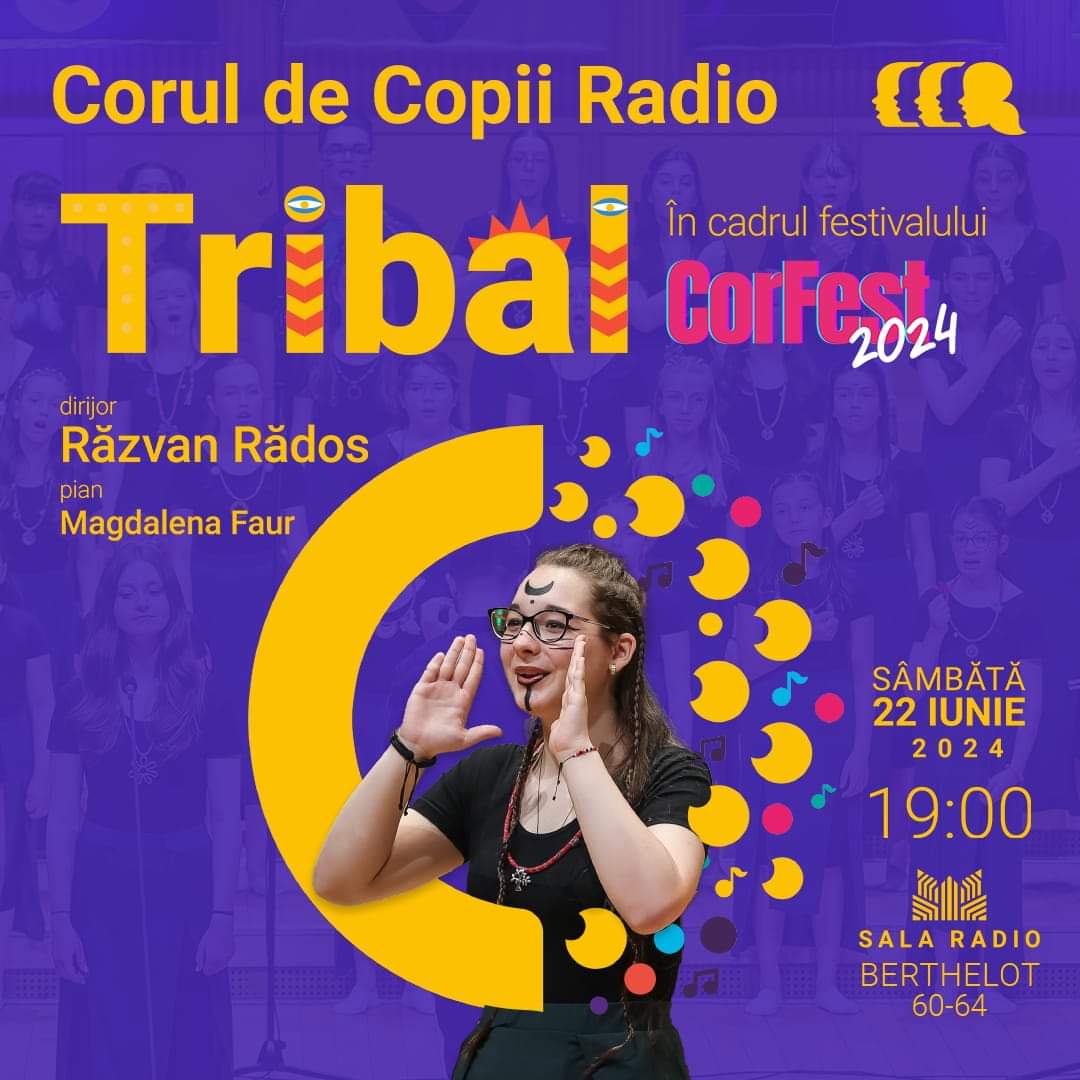 Corul de Copii Radio
Tribal
În cadrul festivalului
CorFest
2024
dirijor
Răzvan Rădos
pian
Magdalena Faur
SÂMBĂTĂ
22 IUNIE
2024
19:00
SALA RADIO
BERTHELOT
60-64